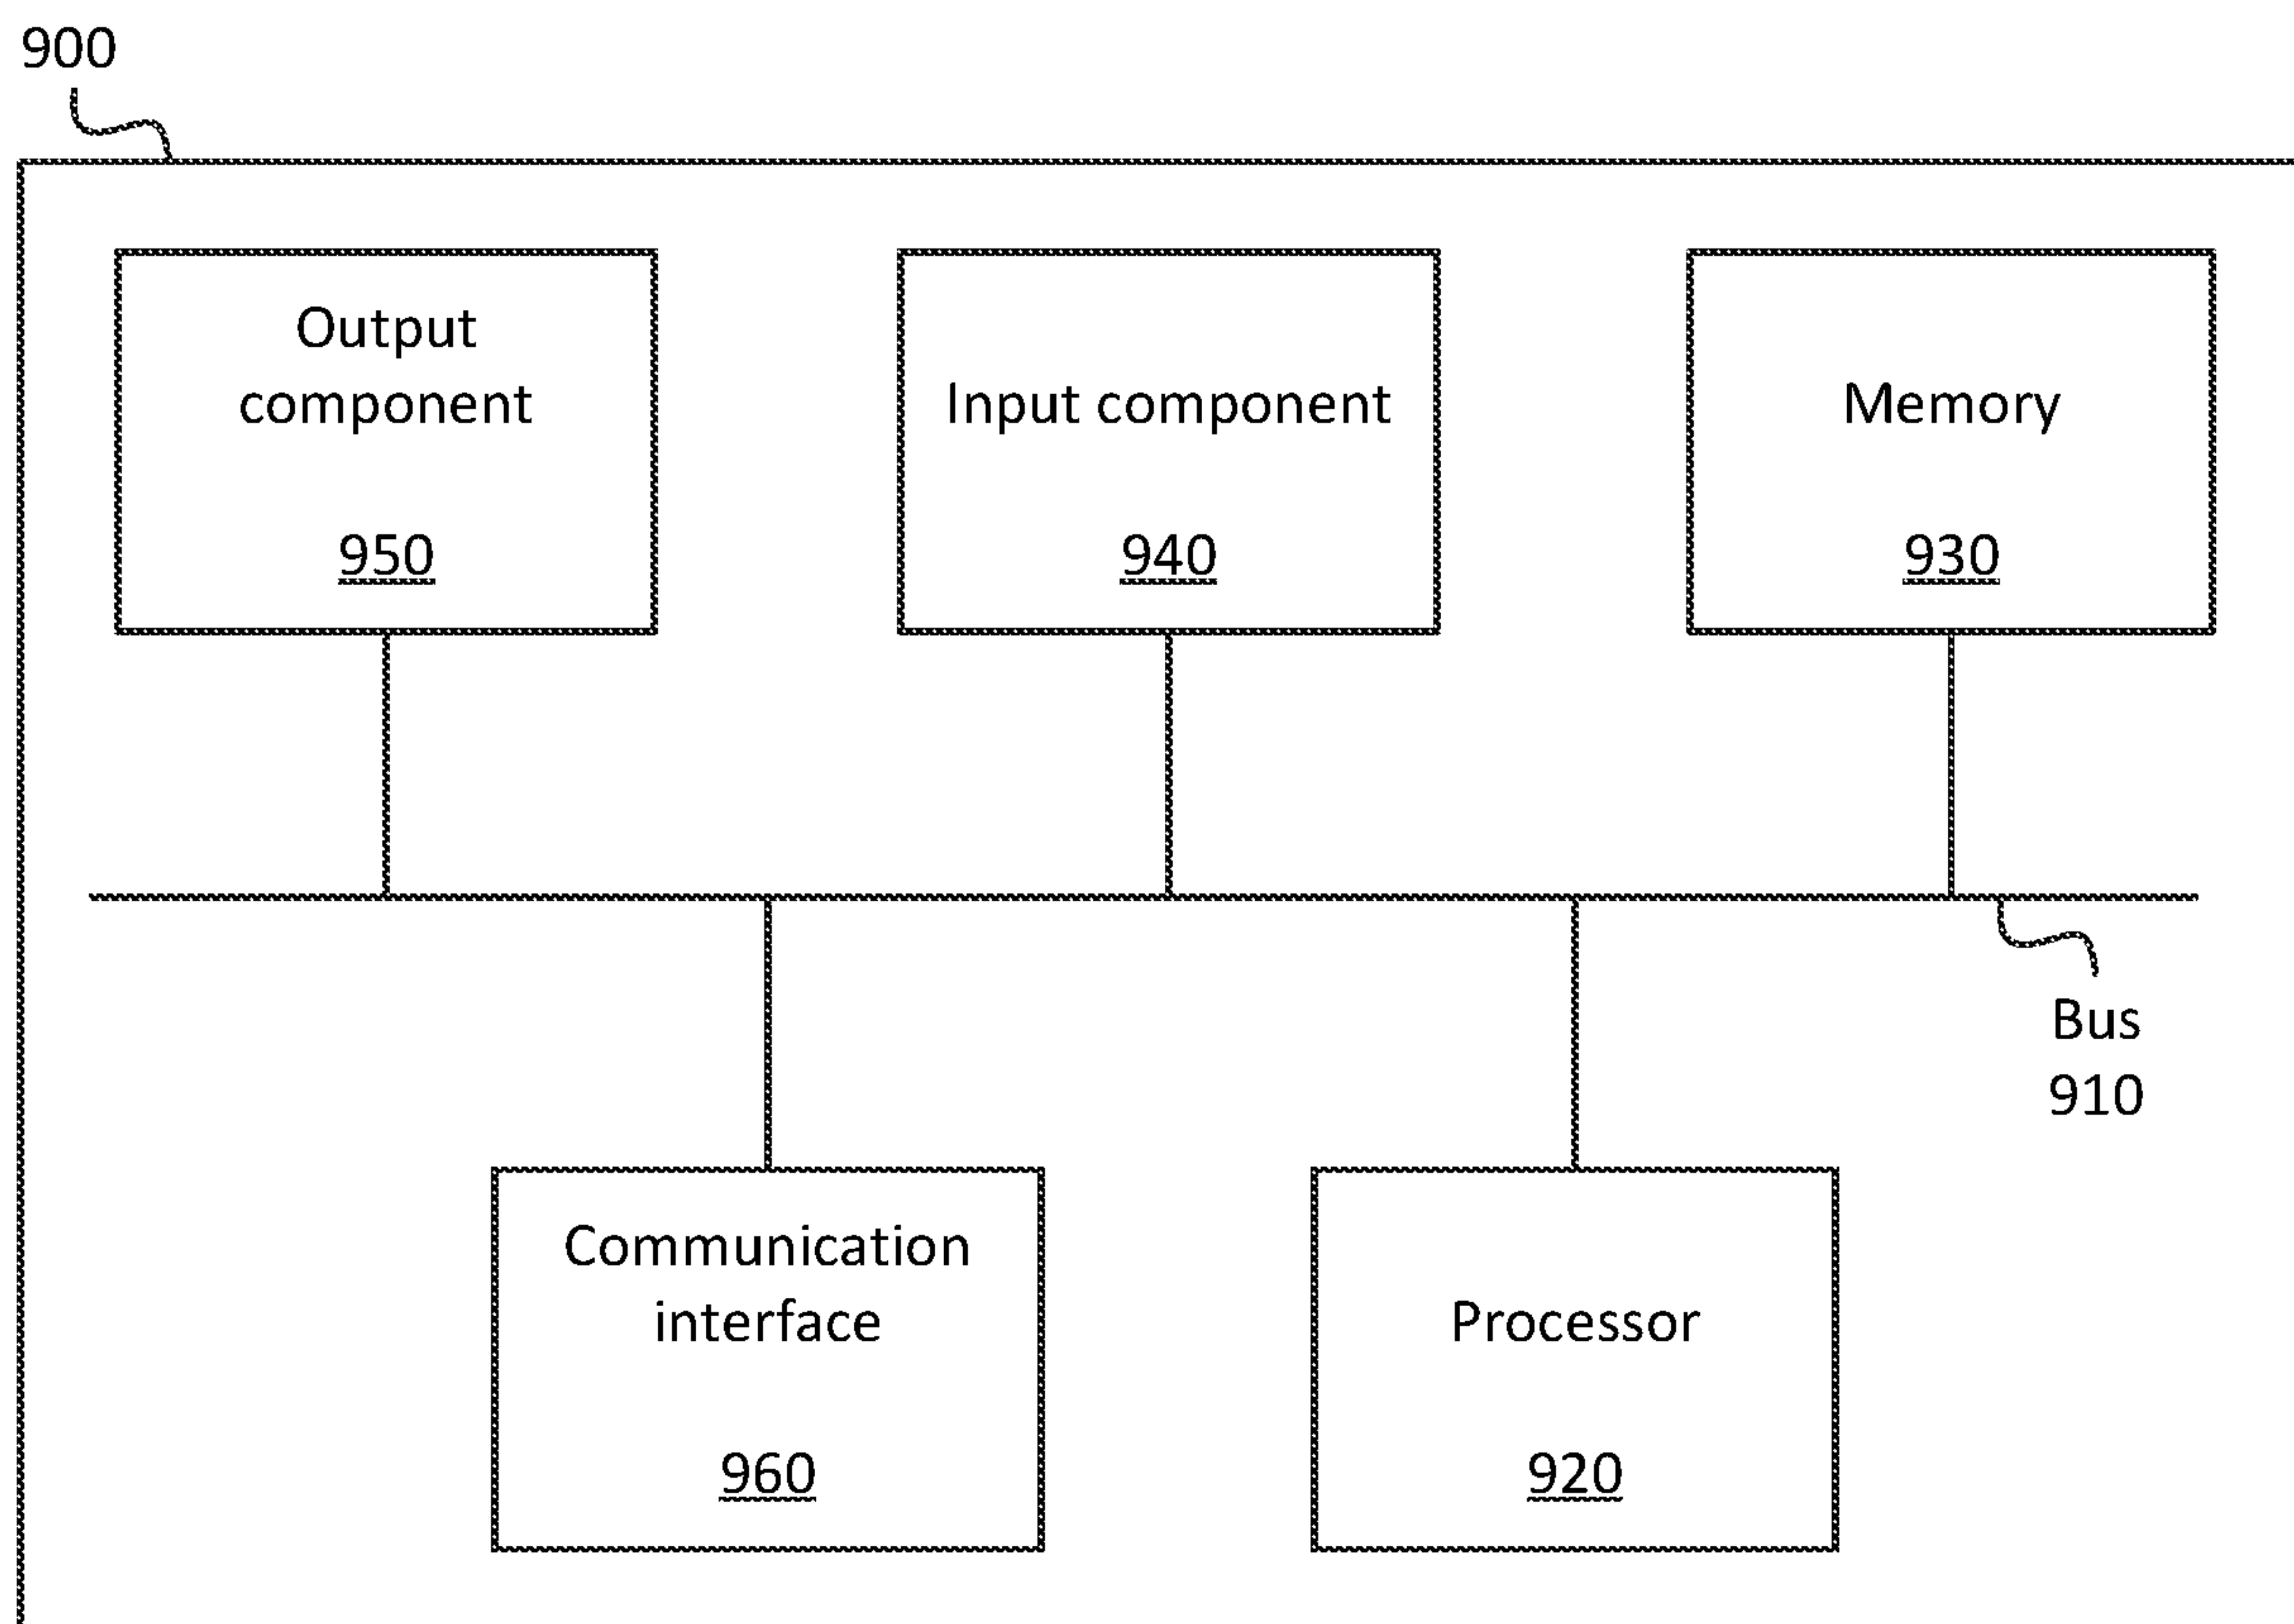 900
Output
component
950
Input component
940
Memory
930
Bus
910
Communication
interface
960
Processor
920